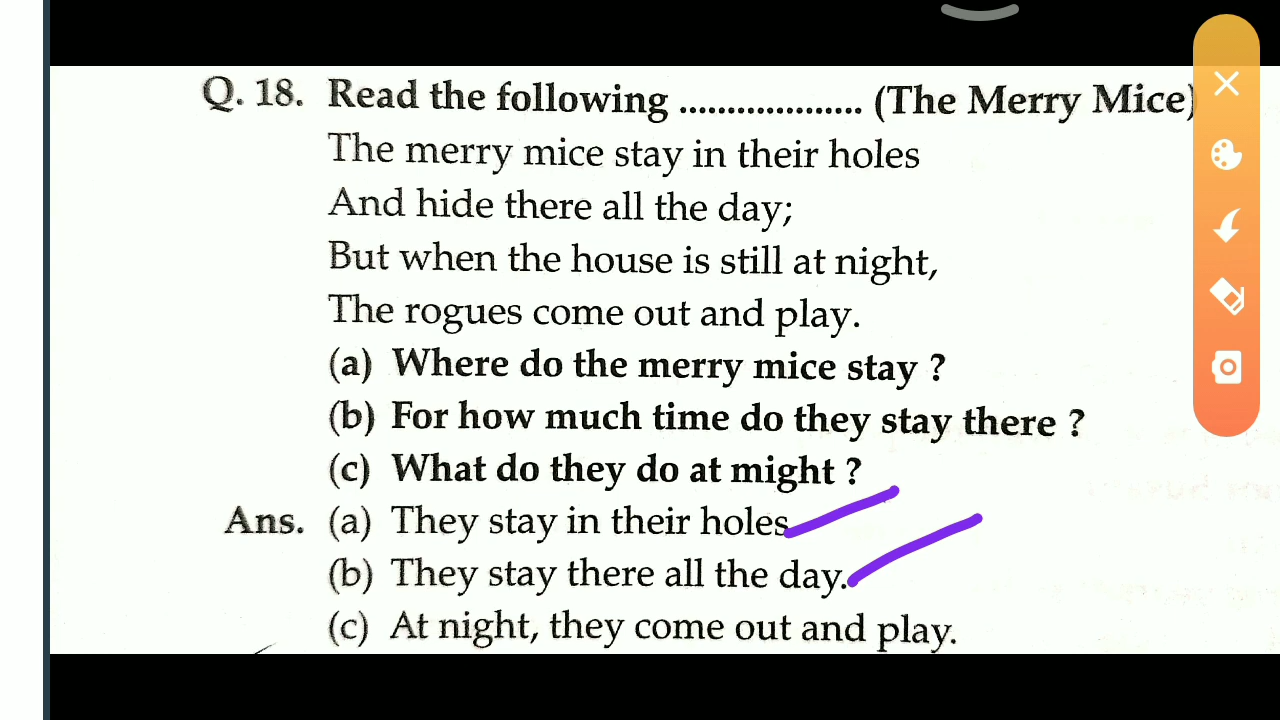 Q. 18. Read the following ................... (The Merry Mice)
The merry mice stay in their holes
And hide there all the day;
But when the house is still at night,
The rogues come out and play.
(a) Where do the merry mice stay ?
(b) For how much time do they stay there ?
(c) What do they do at might ?
Ans. (a) They stay in their holes
(b) They stay there all the day.
(c) At night, they come out and play.